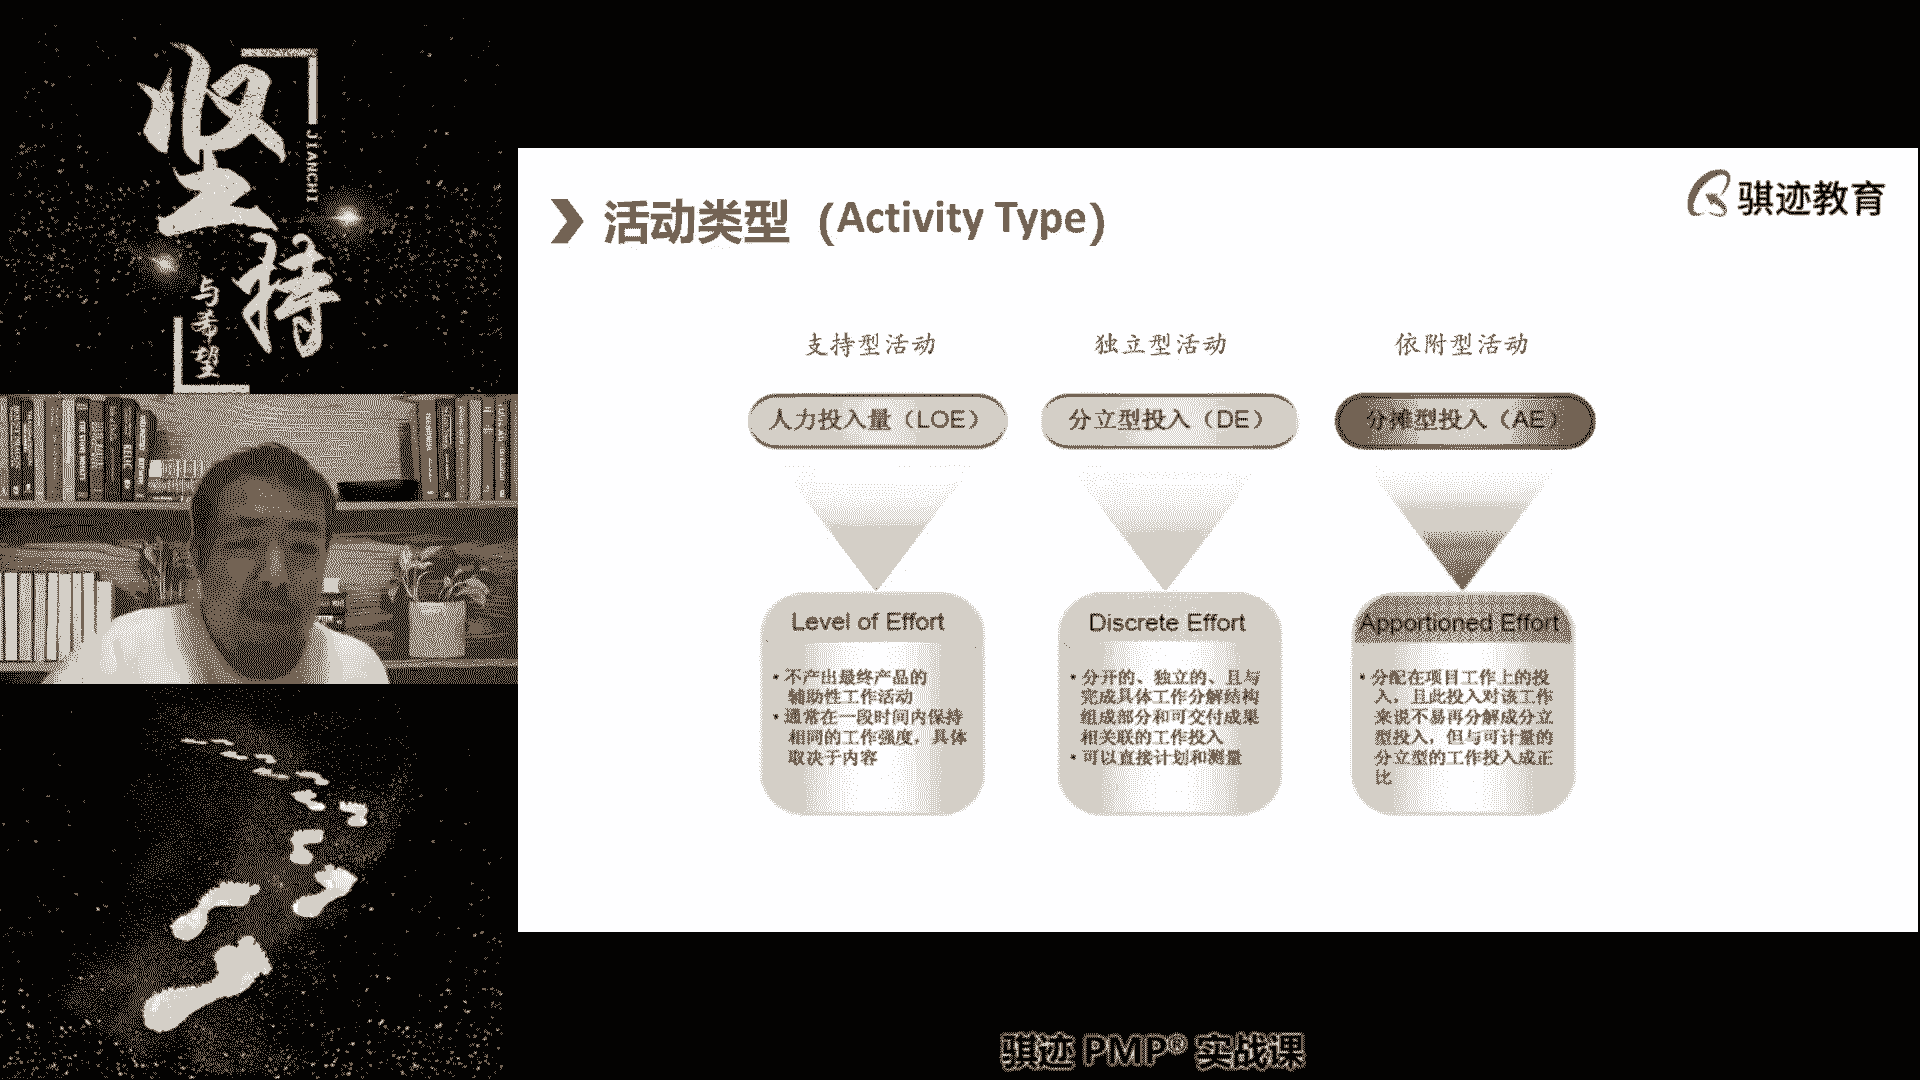 坚持
JIANCHI
与希望
骐迹教育
活动类型（Activity Type）
支持型活动
独立型活动
依附型活动
人力投入量（LOE）
分立型投入（DE）
分摊型投入（AE）
Level of Effort
• 不产出最终产品的
辅助性工作活动
• 通常在一段时间内保持
相同的工作强度，具体
取决于内容
Discrete Effort
• 分开的、独立的、且与
完成具体工作分解结构
组成部分和可交付成果
相关联的工作投入
• 可以直接计划和测量
Apportioned Effort
• 分配在项目工作上的投
入，且此投入对该工作
来说不易再分解成分立
型投入，但与可计量的
分立型的工作投入成正
比
骐迹 PMP® 实战课